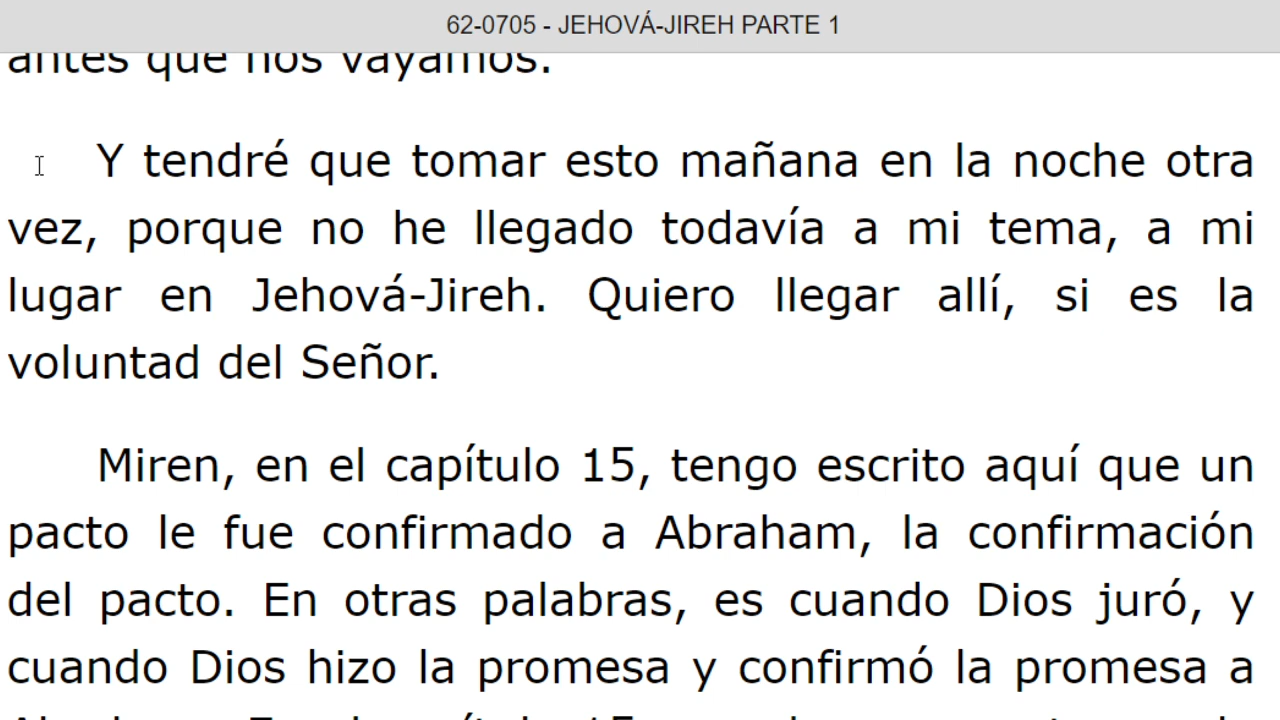 62-0705 - JEHOVÁ-JIREH PARTE 1
antes que nos vayamos.
Y tendré que tomar esto mañana en la noche otra
vez, porque no he llegado todavía a mi tema, a mi
lugar en Jehová-Jireh. Quiero llegar allí, si es la
voluntad del Señor.
Miren, en el capítulo 15, tengo escrito aquí que un
pacto le fue confirmado a Abraham, la confirmación
del pacto. En otras palabras, es cuando Dios juró, y
cuando Dios hizo la promesa y confirmó la promesa a